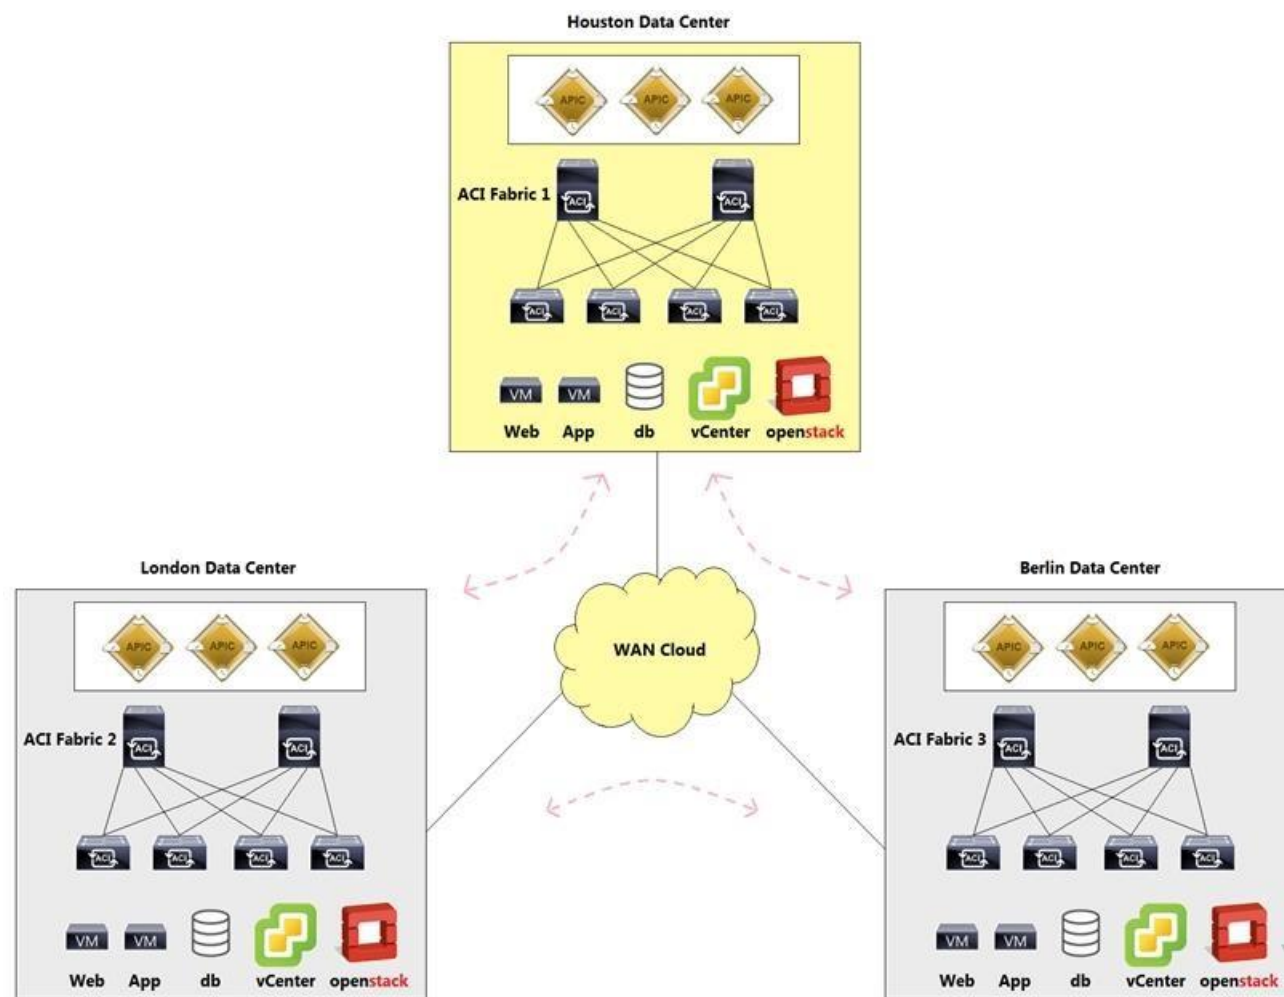 Houston Data Center
APIC APIC APIC
ACI Fabric 1
ACI ACI
ACI ACI ACI ACI
VM VM
Web App db vCenter openstack
London Data Center
APIC APIC APIC
ACI Fabric 2
ACI ACI
ACI ACI ACI ACI
VM VM
Web App db vCenter openstack
WAN Cloud
Berlin Data Center
APIC APIC APIC
ACI Fabric 3
ACI ACI
ACI ACI ACI ACI
VM VM
Web App db vCenter openstack